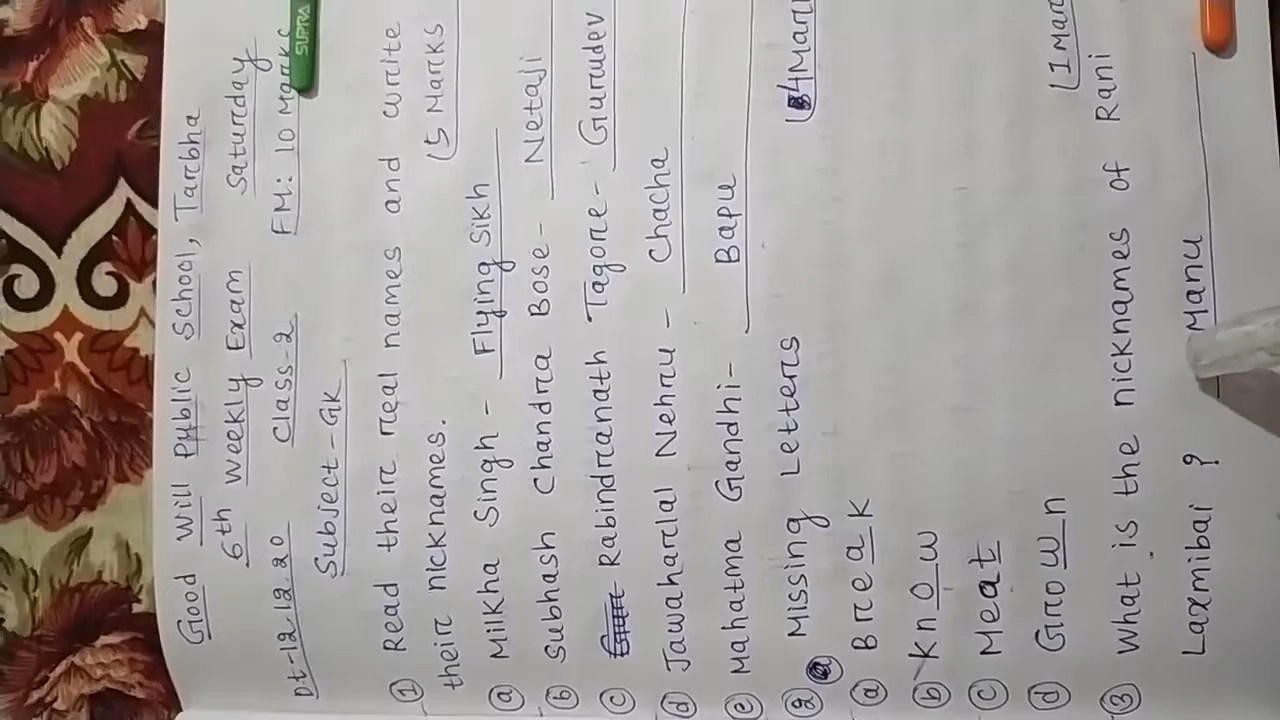 Good Will Public School, Tarbha
6th Weekly Exam Saturday
Dt-12.12.20 Class-2 FM: 10 Marks
Subject-GK
SUPRA
① Read their real names and write
their nicknames. (5 Marks
ⓐ Milkha Singh - Flying Sikh
ⓑ Subhash Chandra Bose - Netaji
ⓒ Rabindranath Tagore - Gurudev
ⓓ Jawaharlal Nehru - Chacha
ⓔ Mahatma Gandhi - Bapu
② Missing Letters (4 Mar
ⓐ Break
ⓑ Know
ⓒ Meat
ⓓ Grown
③ What is the nicknames of Rani (1 Mar
Laxmibai ? Manu